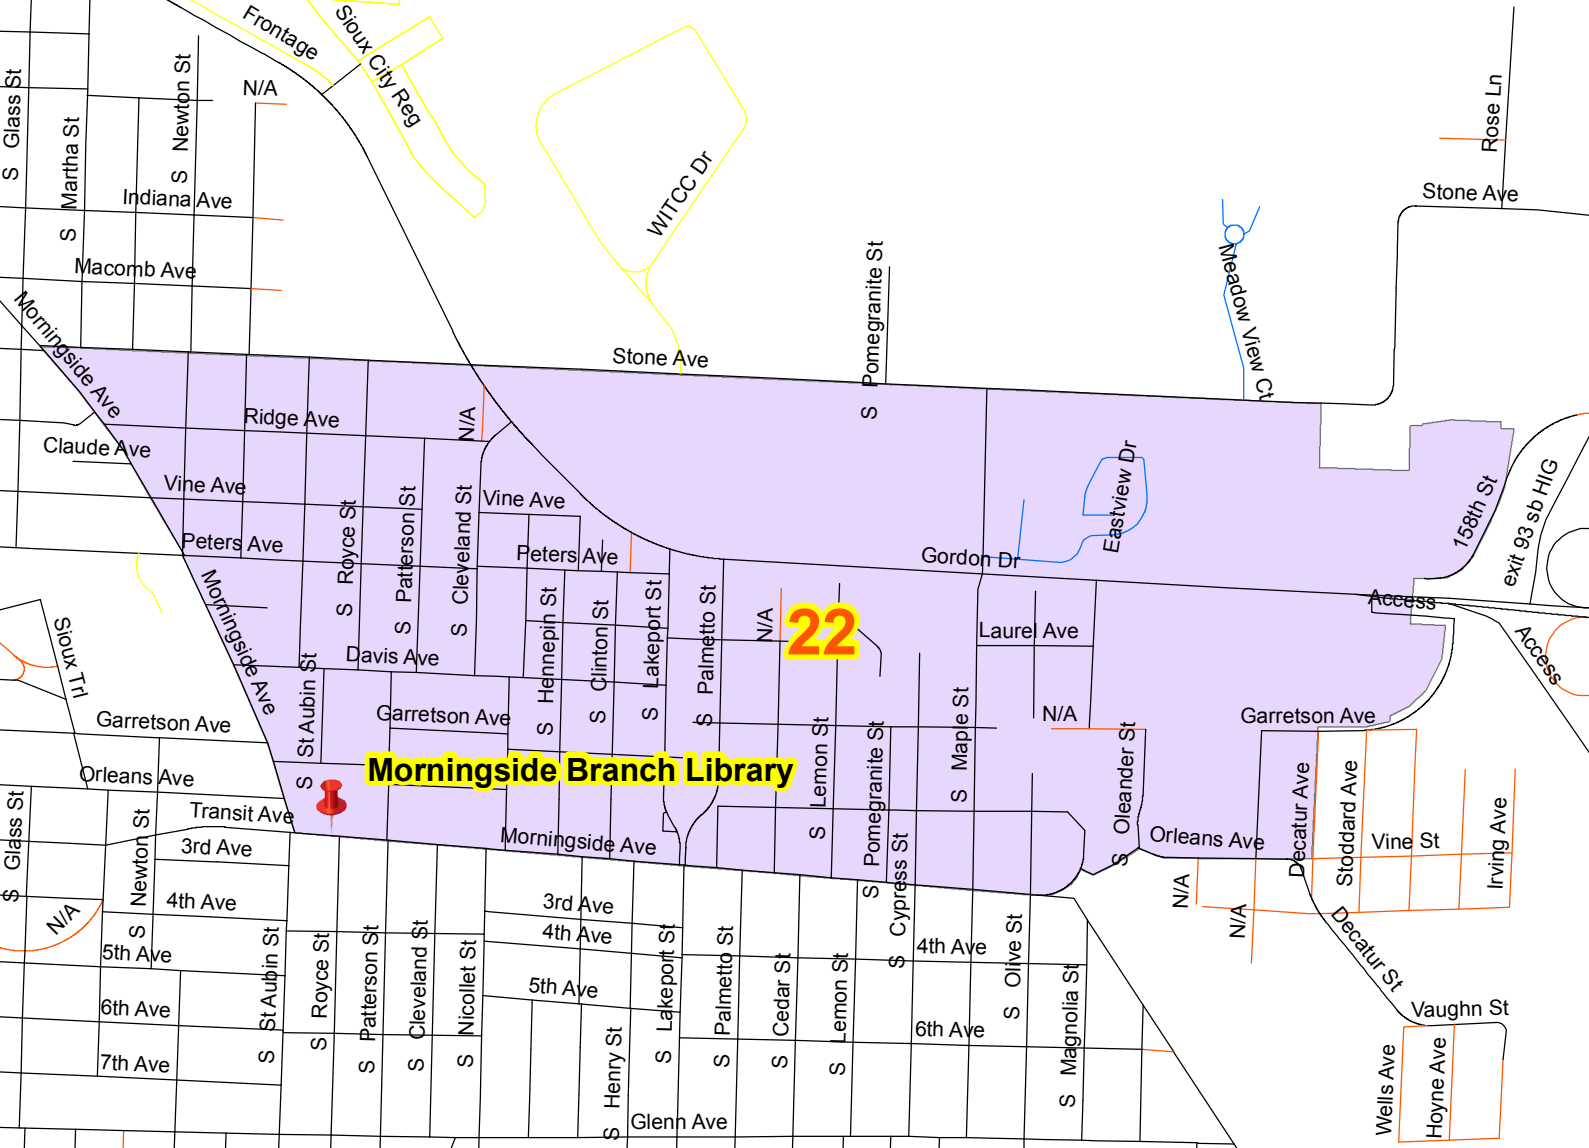 Frontage
Sioux City Reg
S Glass St
S Martha St
S Newton St
N/A
Indiana Ave
Macomb Ave
WITCC Dr
S Pomegranite St
Meadow View Ct
Rose Ln
Stone Ave
Morningside Ave
Morningside Ave
Stone Ave
Ridge Ave
N/A
Claude Ave
Vine Ave
Vine Ave
S Royce St
S Patterson St
S Cleveland St
Peters Ave
Peters Ave
Eastview Dr
Gordon Dr
158th St
exit 93 sb HIG
Access
Access
Sioux Trl
Morningside Ave
S St Aubin St
Davis Ave
S Hennepin St
S Clinton St
S Lakeport St
S Palmetto St
N/A
22
Laurel Ave
Garretson Ave
Garretson Ave
S Lemon St
S Pomegranite St
S Maple St
N/A
S Oleander St
Garretson Ave
Orleans Ave
Morningside Branch Library
Transit Ave
S Glass St
S Newton St
3rd Ave
Morningside Ave
S Cypress St
Orleans Ave
Decatur Ave
Stoddard Ave
Vine St
Irving Ave
N/A
N/A
N/A
4th Ave
5th Ave
6th Ave
7th Ave
S St Aubin St
S Royce St
S Patterson St
S Cleveland St
S Nicollet St
3rd Ave
4th Ave
5th Ave
S Henry St
S Lakeport St
S Palmetto St
S Cedar St
S Lemon St
4th Ave
6th Ave
S Olive St
S Magnolia St
Decatur St
Vaughn St
Wells Ave
Hoyne Ave
Glenn Ave